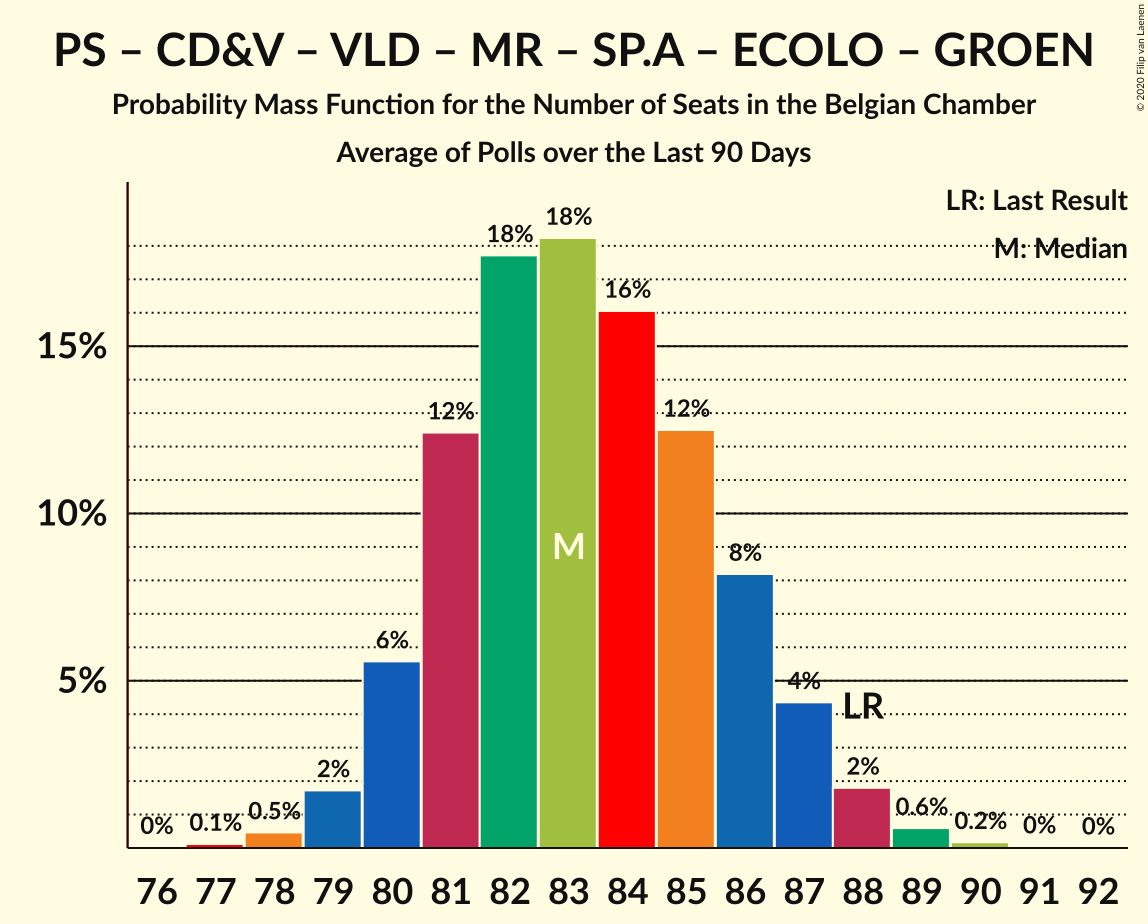 PS – CD&V – VLD – MR – SP.A – ECOLO – GROEN
Probability Mass Function for the Number of Seats in the Belgian Chamber
Average of Polls over the Last 90 Days
© 2020 Filip van Laenen
LR: Last Result
M: Median
15%
10%
5%
0%
0.1%
0.5%
2%
6%
12%
18%
18%
16%
12%
8%
4%
2%
0.6%
0.2%
0%
0%
M
LR
76 77 78 79 80 81 82 83 84 85 86 87 88 89 90 91 92